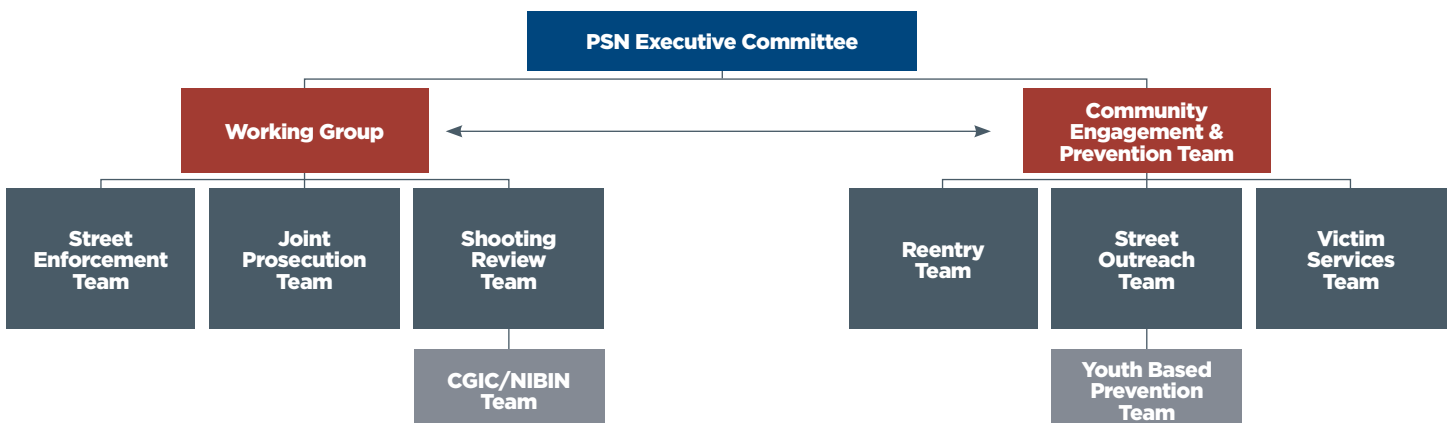 PSN Executive Committee
Working Group
Community
Engagement &
Prevention Team
Street
Enforcement
Team
Joint
Prosecution
Team
Shooting
Review
Team
Reentry
Team
Street
Outreach
Team
Victim
Services
Team
CGIC/NIBIN
Team
Youth Based
Prevention
Team